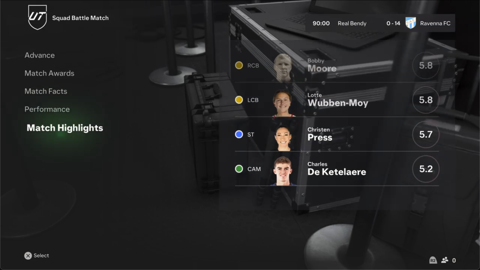 UT
Squad Battle Match
90:00 Real Bendy 0 - 14 Ravenna FC
Advance
Match Awards
Match Facts
Performance
Match Highlights
RCB Bobby
Moore 5.8
LCB Lotte
Wubben-Moy 5.8
ST Christen
Press 5.7
CAM Charles
De Ketelaere 5.2
Select
0